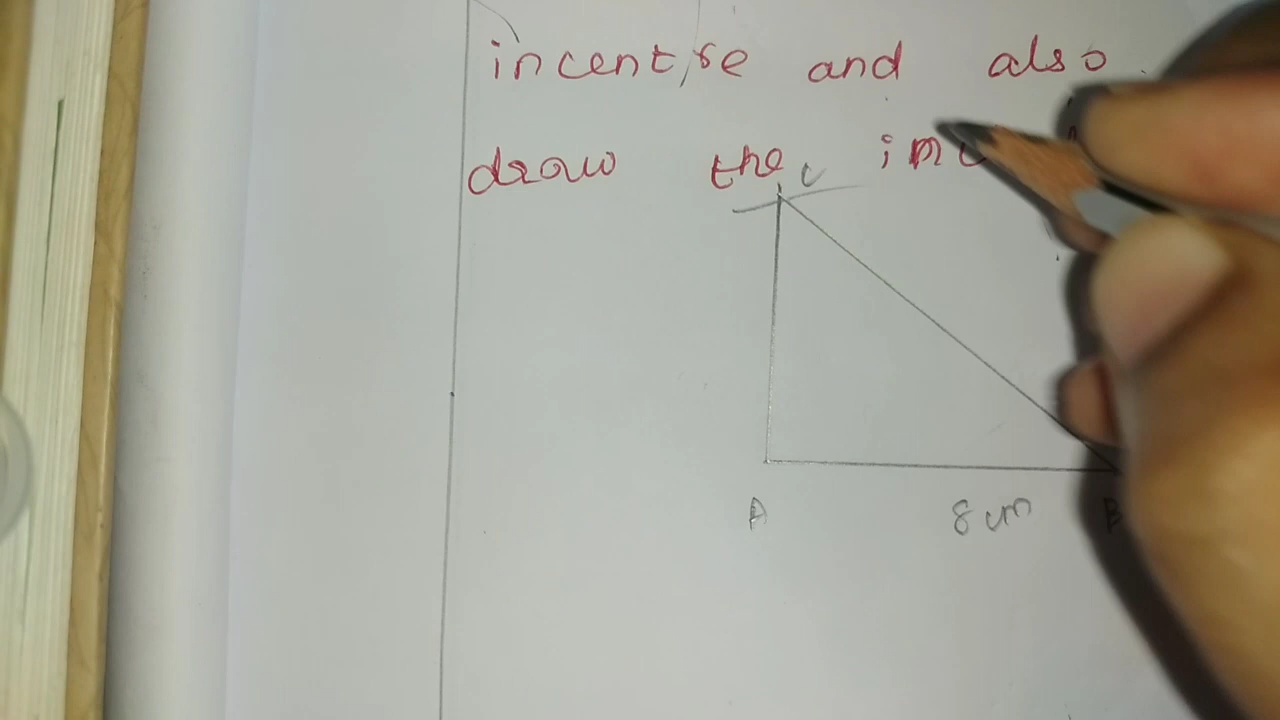 incentre and also
draw the
C
A 8 cm B